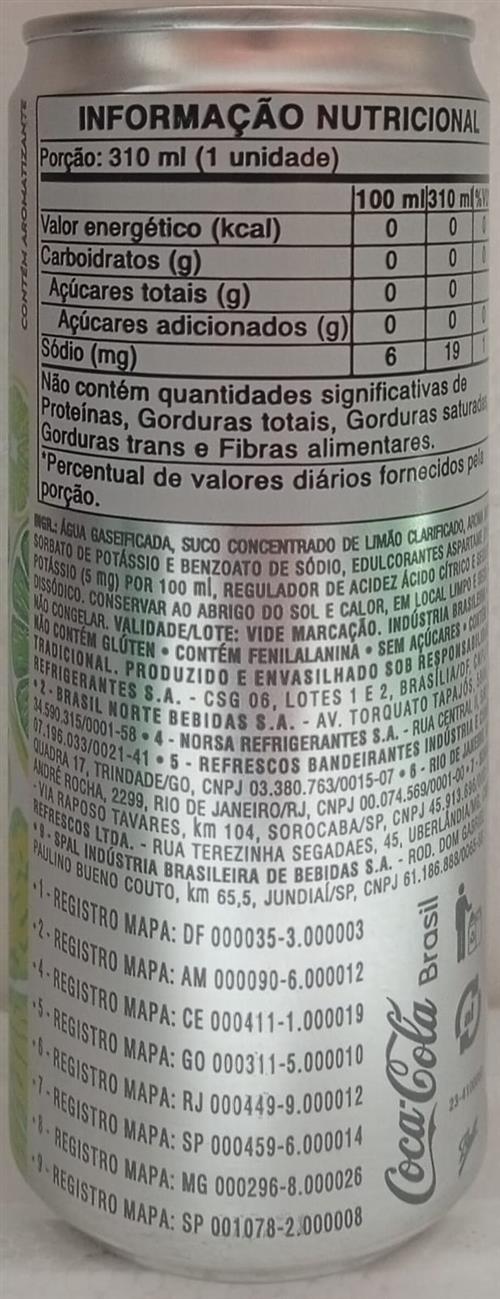 CONTÉM AROMATIZANTE
INFORMAÇÃO NUTRICIONAL
Porção: 310 ml (1 unidade)
100 ml 310 ml
Valor energético (kcal) 0 0 0
Carboidratos (g) 0 0 0
Açúcares totais (g) 0 0
Açúcares adicionados (g) 0 0 0
Sódio (mg) 6 19 1
Não contém quantidades significativas de
Proteínas, Gorduras totais, Gorduras saturadas,
Gorduras trans e Fibras alimentares.
*Percentual de valores diários fornecidos pela
porção.
INGR.: ÁGUA GASEIFICADA, SUCO CONCENTRADO DE LIMÃO CLARIFICADO,
SORBATO DE POTÁSSIO E BENZOATO DE SÓDIO, EDULCORANTES ASPARTAME
POTÁSSIO (5 mg) POR 100 ml, REGULADOR DE ACIDEZ ÁCIDO CÍTRICO E
DISSÓDICO. CONSERVAR AO ABRIGO DO SOL E CALOR, EM LOCAL LIMPO E
NÃO CONGELAR. VALIDADE/LOTE: VIDE MARCAÇÃO. INDÚSTRIA BRASILEIRA
NÃO CONTÉM GLÚTEN • CONTÉM FENILALANINA • SEM AÇÚCARES •
TRADICIONAL. PRODUZIDO E ENVASILHADO SOB
REFRIGERANTES S.A. - CSG 06, LOTES 1 E 2, BRASÍLIA/DF,
• 2 - BRASIL NORTE BEBIDAS S.A. - AV. TORQUATO TAPAJÓS,
34.590.315/0001-58 • 4 - NORSA REFRIGERANTES S.A. - RUA CENTRAL
07.196.033/0021-41 • 5 - REFRESCOS BANDEIRANTES INDÚSTRIA E
QUADRA 17, TRINDADE/GO, CNPJ 03.380.763/0015-07 • 6 - RIO DE JANEIRO
ANDRÉ ROCHA, 2299, RIO DE JANEIRO/RJ, CNPJ 00.074.569/0001-00 • 7 -
- VIA RAPOSO TAVARES, km 104, SOROCABA/SP, CNPJ 45.913.696
REFRESCOS LTDA. - RUA TEREZINHA SEGADAES, 45, UBERLÂNDIA/MG,
• 9 - SPAL INDÚSTRIA BRASILEIRA DE BEBIDAS S.A. - ROD. DOM GABRIEL
PAULINO BUENO COUTO, km 65,5, JUNDIAÍ/SP, CNPJ 61.186.888/0065-
•1 - REGISTRO MAPA: DF 000035-3.000003
•2 - REGISTRO MAPA: AM 000090-6.000012
•4 - REGISTRO MAPA: CE 000411-1.000019
•5 - REGISTRO MAPA: GO 000311-5.000010
•6 - REGISTRO MAPA: RJ 000449-9.000012
•7 - REGISTRO MAPA: SP 000459-6.000014
•8 - REGISTRO MAPA: MG 000296-8.000026
•9 - REGISTRO MAPA: SP 001078-2.000008
Coca-Cola Brasil
al
Ball